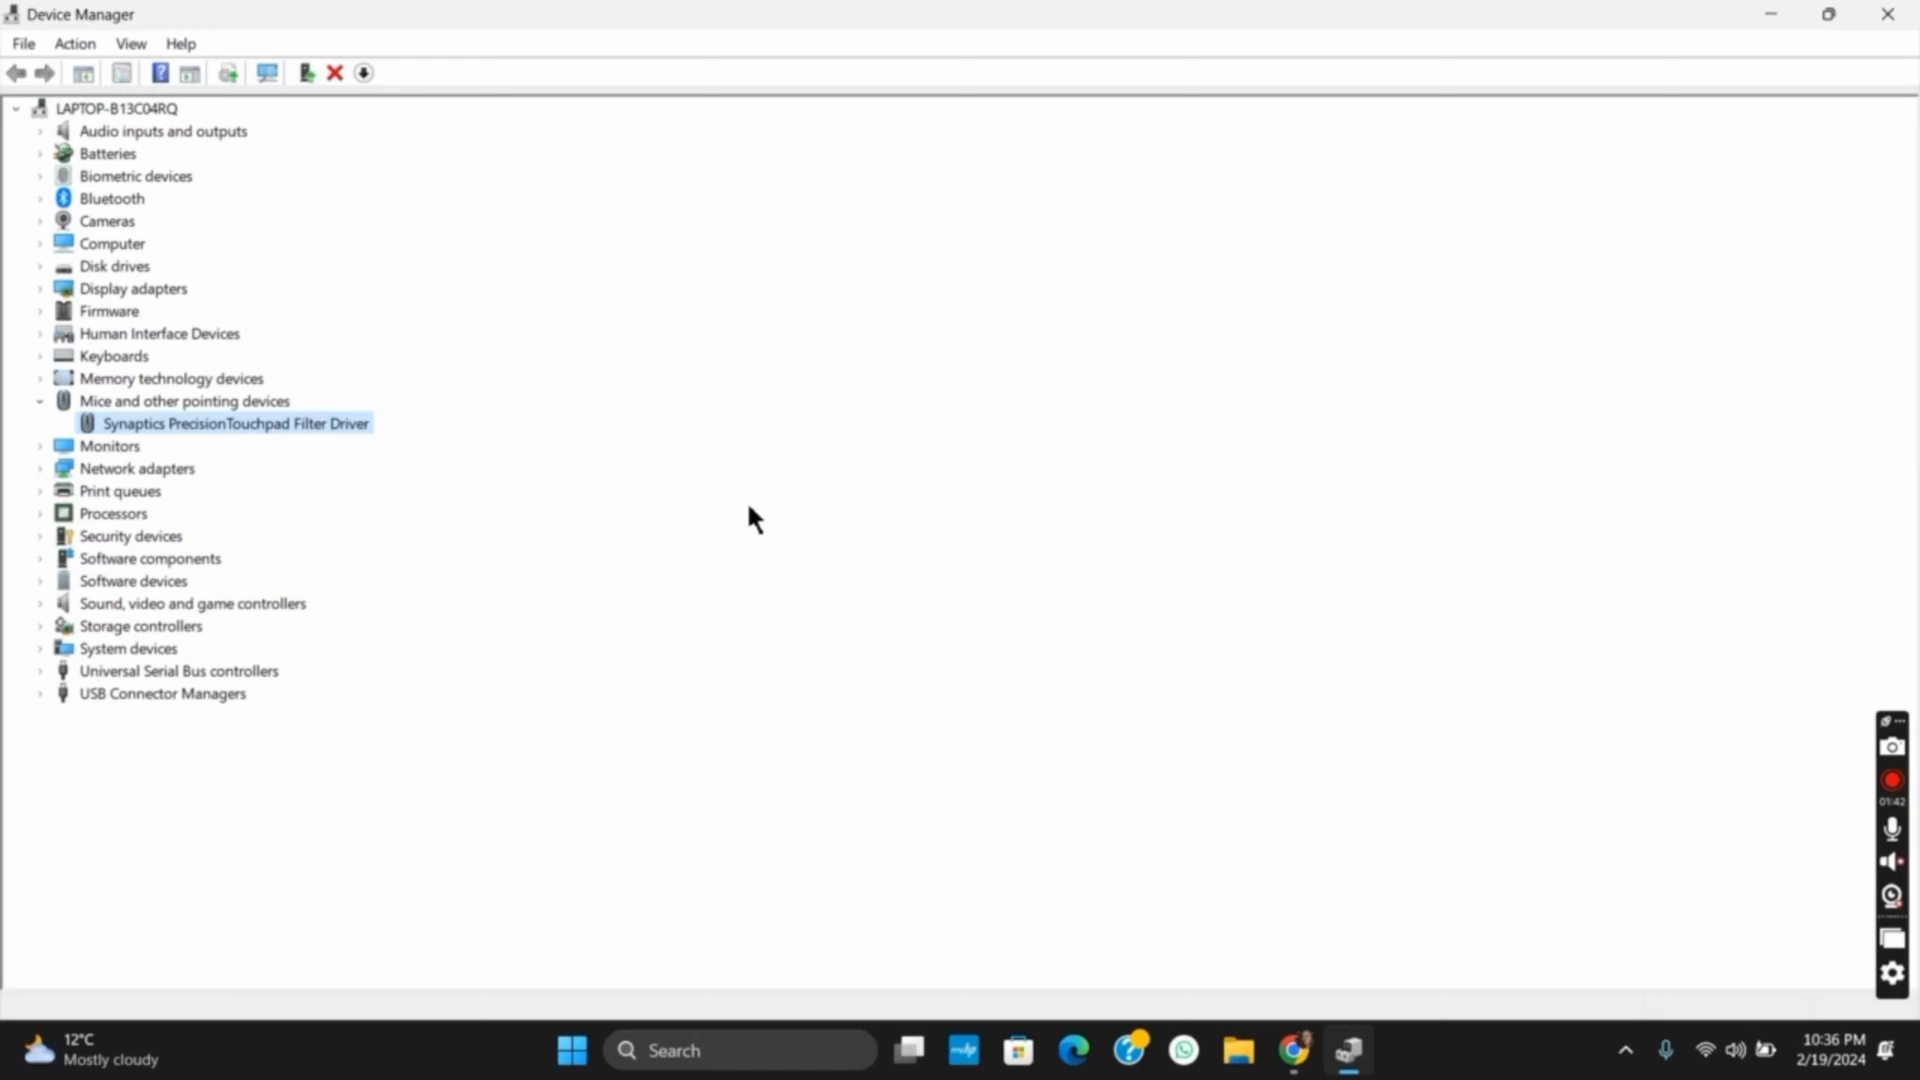 Device Manager
File Action View Help
LAPTOP-B13C04RQ
Audio inputs and outputs
Batteries
Biometric devices
Bluetooth
Cameras
Computer
Disk drives
Display adapters
Firmware
Human Interface Devices
Keyboards
Memory technology devices
Mice and other pointing devices
Synaptics PrecisionTouchpad Filter Driver
Monitors
Network adapters
Print queues
Processors
Security devices
Software components
Software devices
Sound, video and game controllers
Storage controllers
System devices
Universal Serial Bus controllers
USB Connector Managers
01:42
12°C
Mostly cloudy
Search
myhp
10:36 PM
2/19/2024